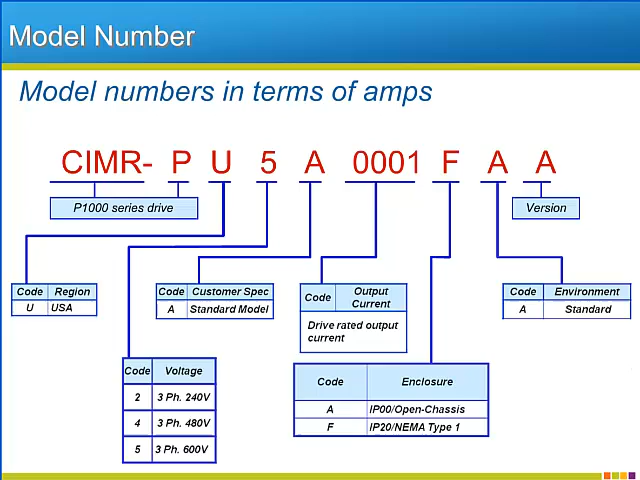 Model Number
Model numbers in terms of amps
CIMR- P U 5 A 0001 F A A
P1000 series drive
Version
Code Region
U USA
Code Customer Spec
A Standard Model
Code Output Current
Drive rated output
current
Code Environment
A Standard
Code Voltage
2 3 Ph. 240V
4 3 Ph. 480V
5 3 Ph. 600V
Code Enclosure
A IP00/Open-Chassis
F IP20/NEMA Type 1